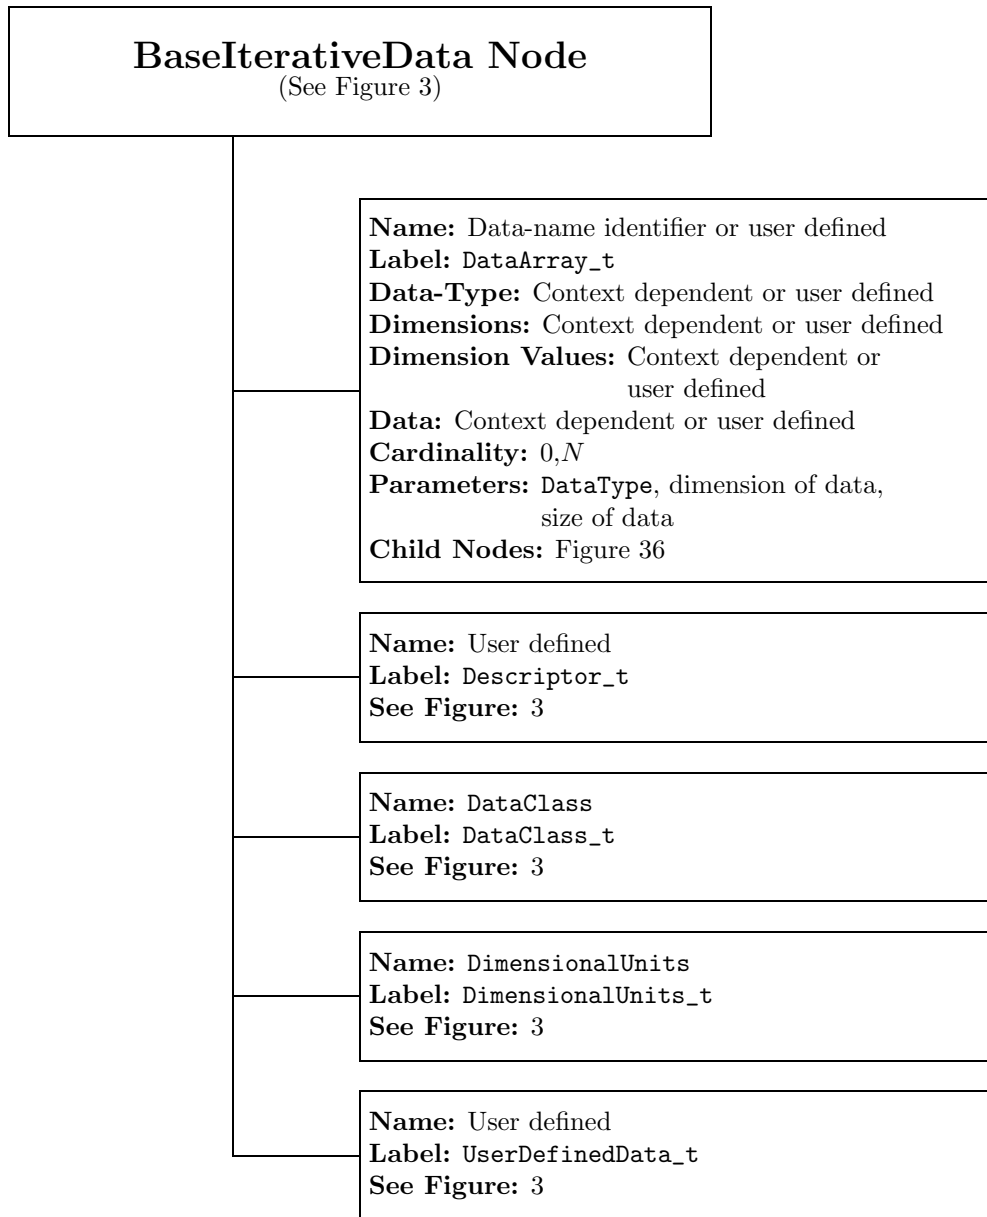 BaseIterativeData Node
(See Figure 3)
Name: Data-name identifier or user defined
Label: DataArray_t
Data-Type: Context dependent or user defined
Dimensions: Context dependent or user defined
Dimension Values: Context dependent or
user defined
Data: Context dependent or user defined
Cardinality: 0,N
Parameters: DataType, dimension of data,
size of data
Child Nodes: Figure 36
Name: User defined
Label: Descriptor_t
See Figure: 3
Name: DataClass
Label: DataClass_t
See Figure: 3
Name: DimensionalUnits
Label: DimensionalUnits_t
See Figure: 3
Name: User defined
Label: UserDefinedData_t
See Figure: 3